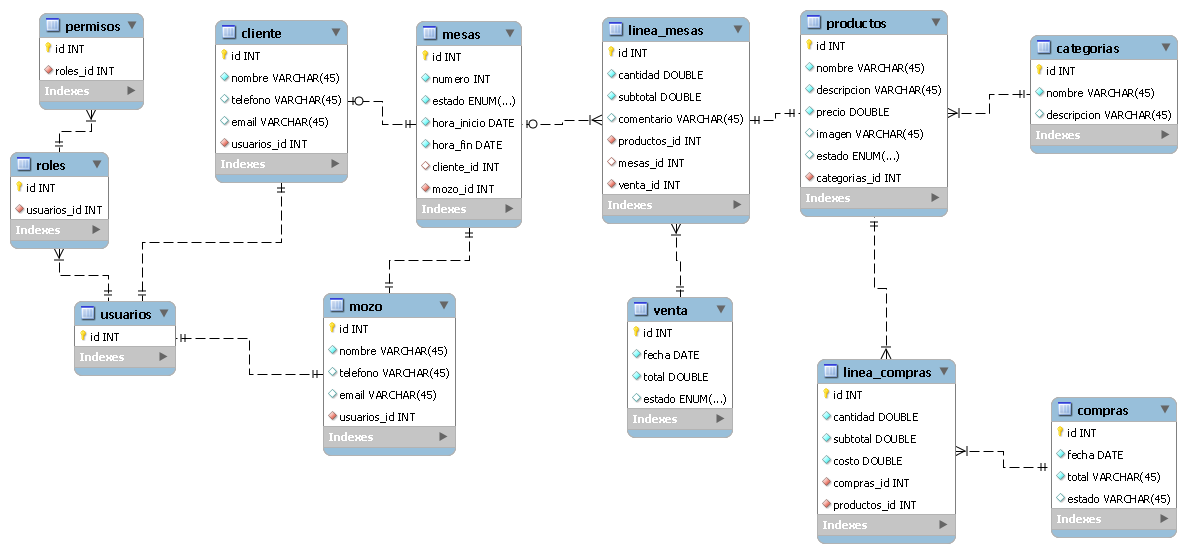 permisos
id INT
roles_id INT
Indexes
roles
id INT
usuarios_id INT
Indexes
usuarios
id INT
Indexes
cliente
id INT
nombre VARCHAR(45)
telefono VARCHAR(45)
email VARCHAR(45)
usuarios_id INT
Indexes
mesas
id INT
numero INT
estado ENUM(...)
hora_inicio DATE
hora_fin DATE
cliente_id INT
mozo_id INT
Indexes
mozo
id INT
nombre VARCHAR(45)
telefono VARCHAR(45)
email VARCHAR(45)
usuarios_id INT
Indexes
linea_mesas
id INT
cantidad DOUBLE
subtotal DOUBLE
comentario VARCHAR(45)
productos_id INT
mesas_id INT
venta_id INT
Indexes
venta
id INT
fecha DATE
total DOUBLE
estado ENUM(...)
Indexes
productos
id INT
nombre VARCHAR(45)
descripcion VARCHAR(45)
precio DOUBLE
imagen VARCHAR(45)
estado ENUM(...)
categorias_id INT
Indexes
categorias
id INT
nombre VARCHAR(45)
descripcion VARCHAR(45)
Indexes
linea_compras
id INT
cantidad DOUBLE
subtotal DOUBLE
costo DOUBLE
compras_id INT
productos_id INT
Indexes
compras
id INT
fecha DATE
total VARCHAR(45)
estado VARCHAR(45)
Indexes